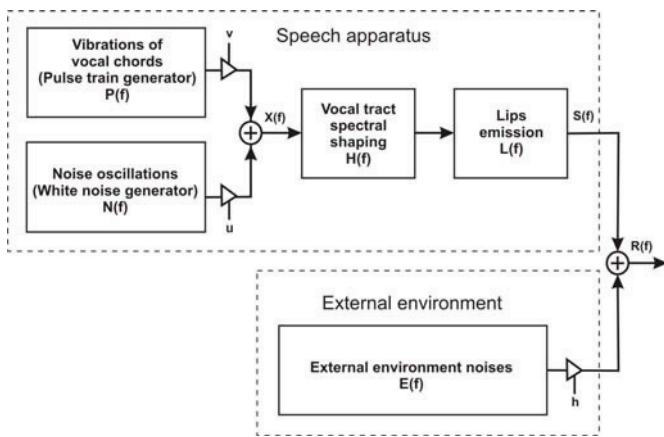 Speech apparatus
Vibrations of
vocal chords
(Pulse train generator)
P(f)
v
X(f)
Vocal tract
spectral
shaping
H(f)
Lips
emission
L(f)
S(f)
Noise oscillations
(White noise generator)
N(f)
u
R(f)
External environment
External environment noises
E(f)
h